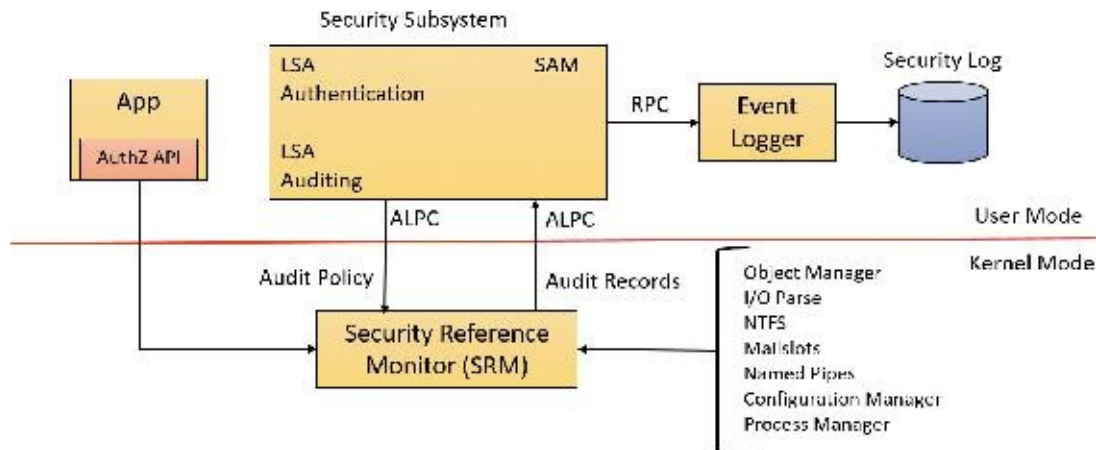 Security Subsystem
App
AuthZ API
LSA
Authentication
SAM
LSA
Auditing
RPC
Event
Logger
Security Log
ALPC
ALPC
User Mode
Kernel Mode
Audit Policy
Audit Records
Security Reference
Monitor (SRM)
Object Manager
I/O Parse
NTFS
Mailslots
Named Pipes
Configuration Manager
Process Manager